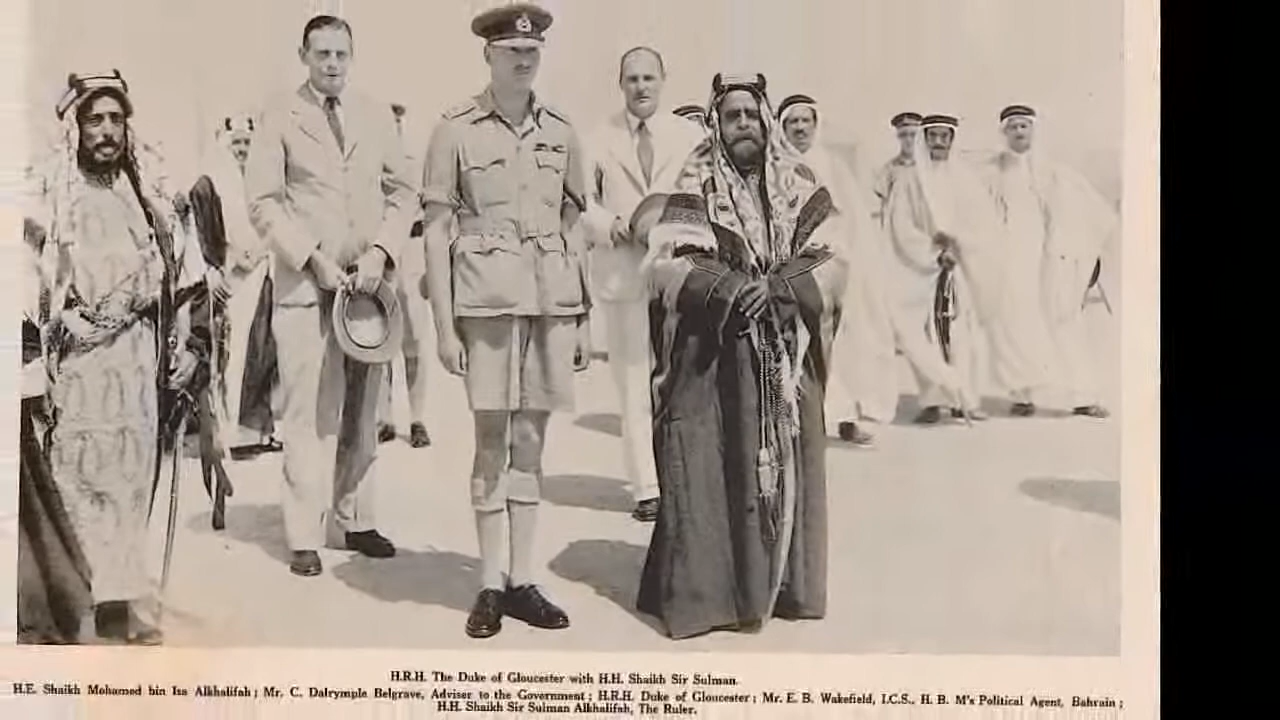 H.R.H. The Duke of Gloucester with H.H. Shaikh Sir Sulman.
H.E. Shaikh Mohamed bin Isa Alkhalifah; Mr. C. Dalrymple Belgrave, Adviser to the Government; H.R.H. Duke of Gloucester; Mr. E. B. Wakefield, I.C.S., H. B. M's Political Agent, Bahrain;
H.H. Shaikh Sir Sulman Alkhalifah, The Ruler.